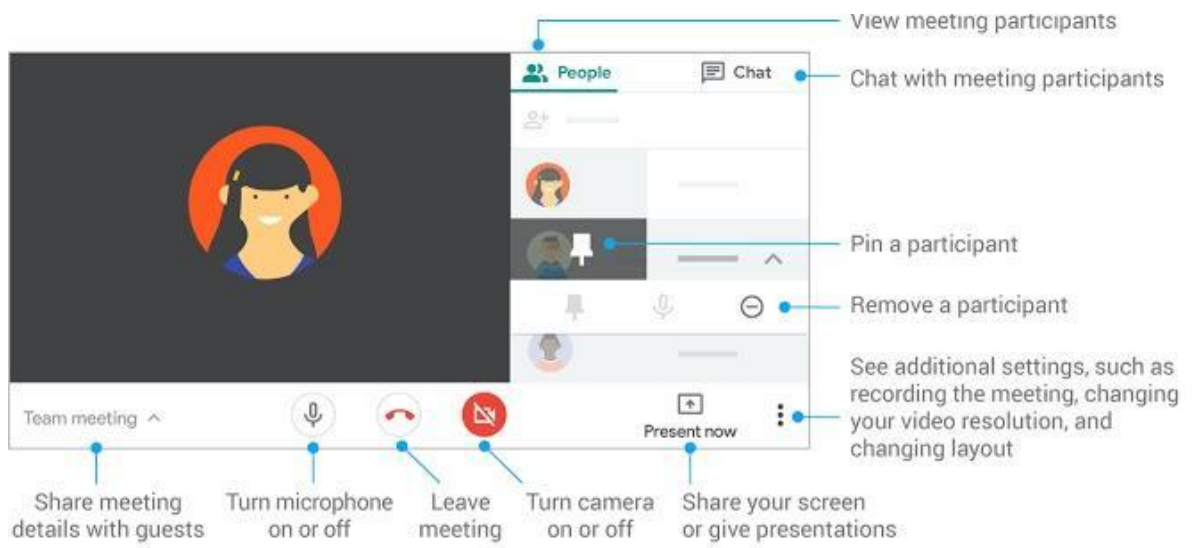 View meeting participants
People
Chat
Chat with meeting participants
Pin a participant
Remove a participant
See additional settings, such as
recording the meeting, changing
your video resolution, and
changing layout
Team meeting
Present now
Share meeting
details with guests
Turn microphone
on or off
Leave
meeting
Turn camera
on or off
Share your screen
or give presentations